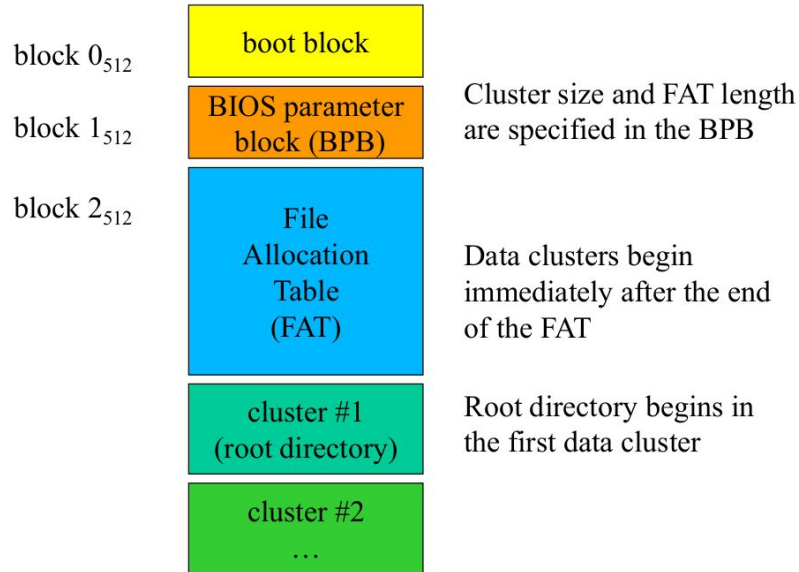 block 0₅₁₂
boot block
block 1₅₁₂
BIOS parameter
block (BPB)
Cluster size and FAT length
are specified in the BPB
block 2₅₁₂
File
Allocation
Table
(FAT)
Data clusters begin
immediately after the end
of the FAT
cluster #1
(root directory)
Root directory begins in
the first data cluster
cluster #2
…